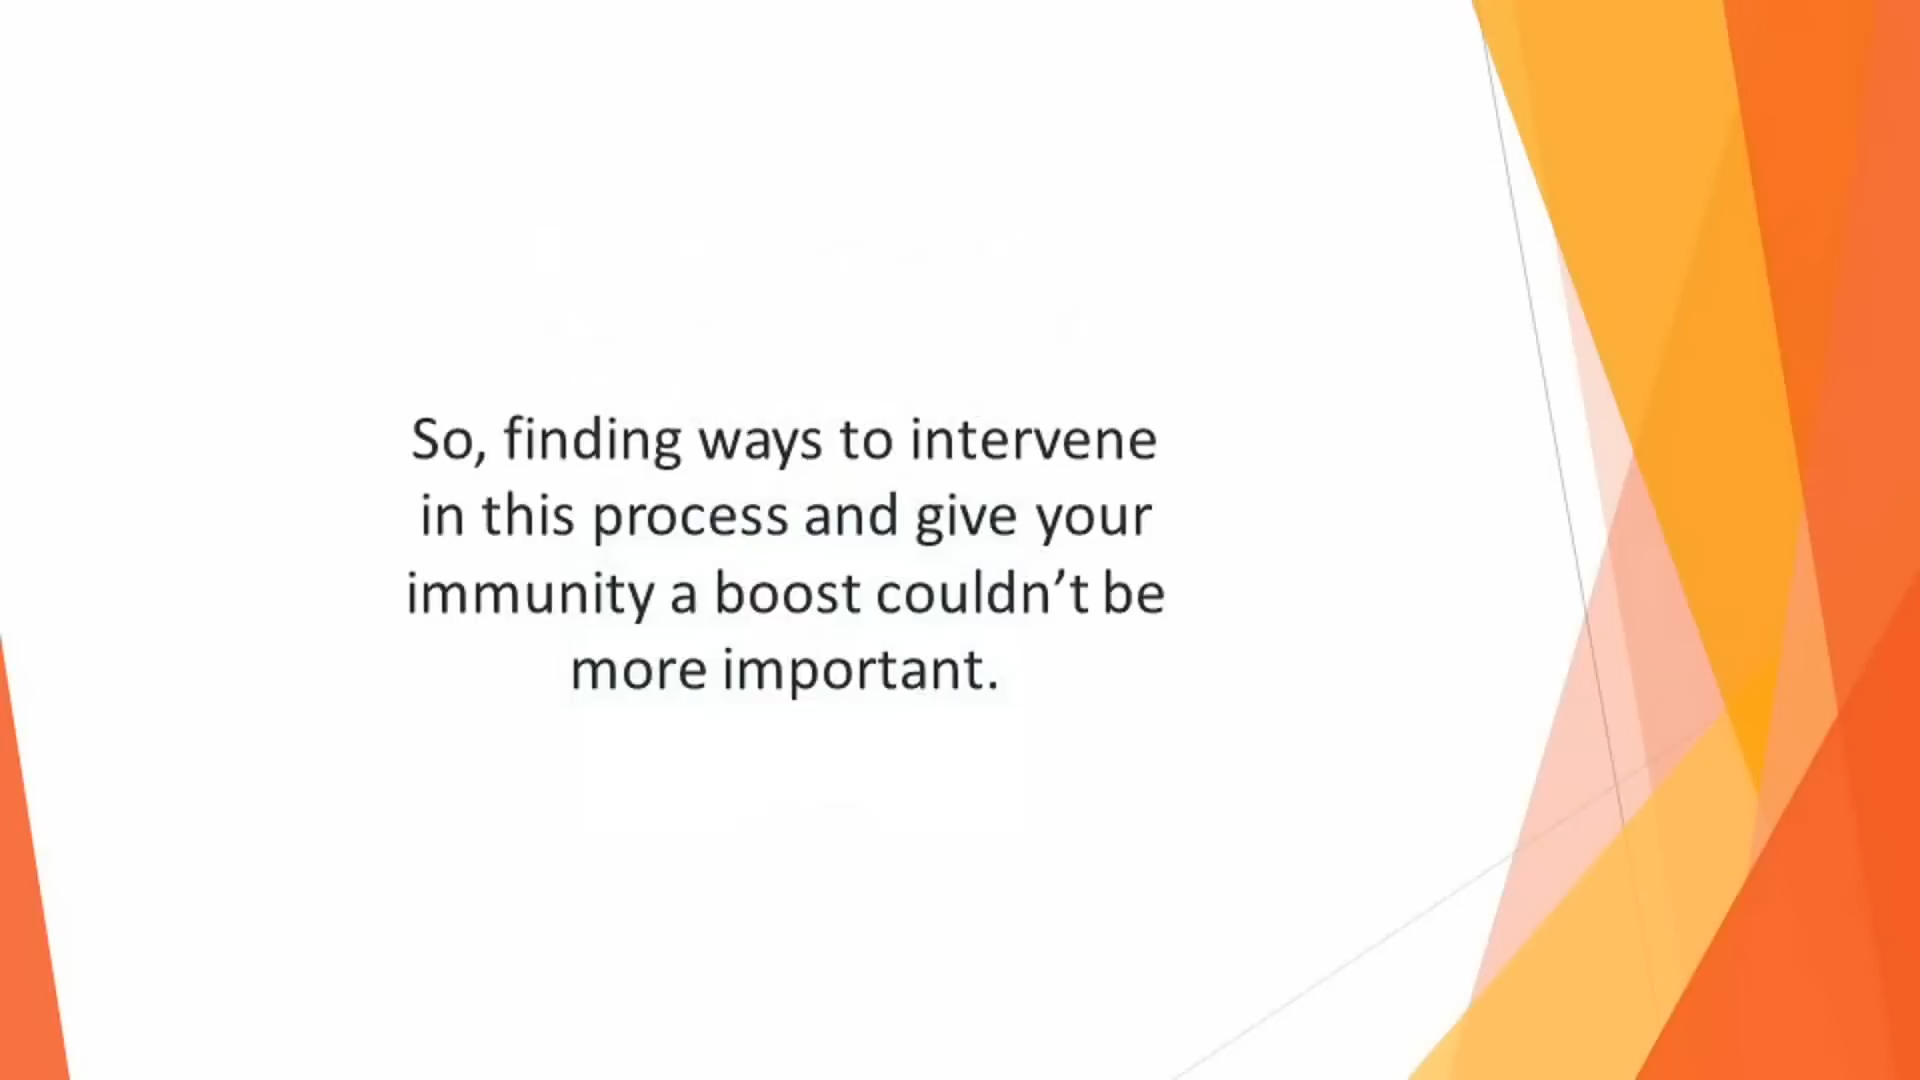 So, finding ways to intervene
in this process and give your
immunity a boost couldn’t be
more important.